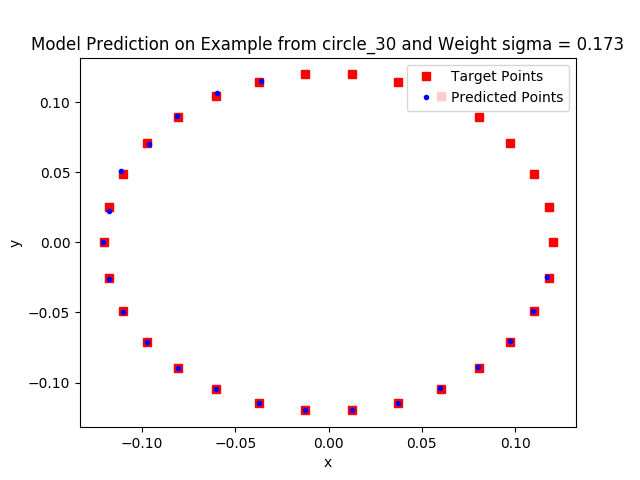 Model Prediction on Example from circle_30 and Weight sigma = 0.173
Target Points
Predicted Points
0.10
0.05
0.00
−0.05
−0.10
y
−0.10
−0.05
0.00
0.05
0.10
x